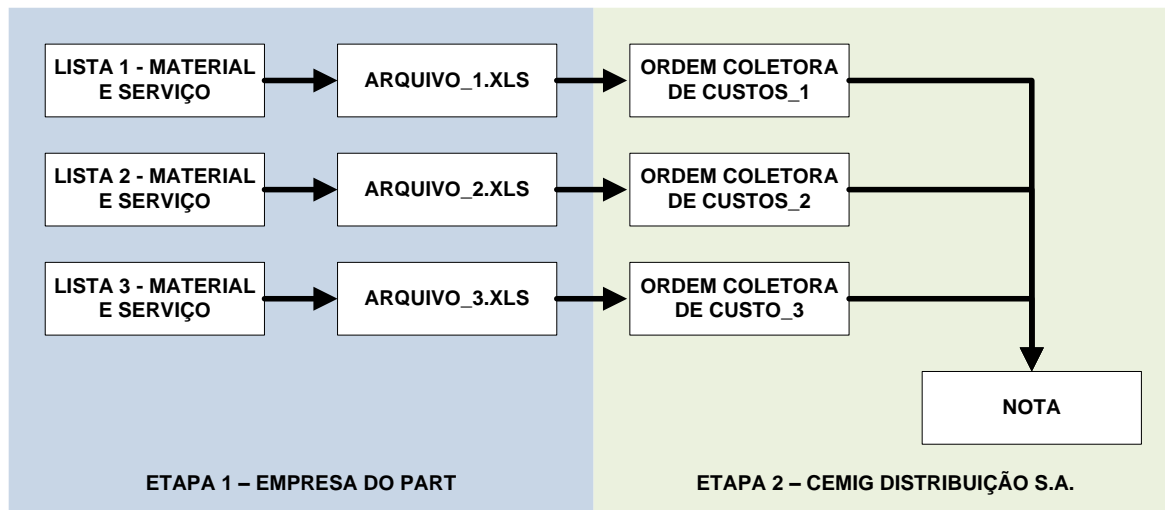 LISTA 1 - MATERIAL
E SERVIÇO
ARQUIVO_1.XLS
ORDEM COLETORA
DE CUSTOS_1
LISTA 2 - MATERIAL
E SERVIÇO
ARQUIVO_2.XLS
ORDEM COLETORA
DE CUSTOS_2
LISTA 3 - MATERIAL
E SERVIÇO
ARQUIVO_3.XLS
ORDEM COLETORA
DE CUSTO_3
NOTA
ETAPA 1 – EMPRESA DO PART
ETAPA 2 – CEMIG DISTRIBUIÇÃO S.A.